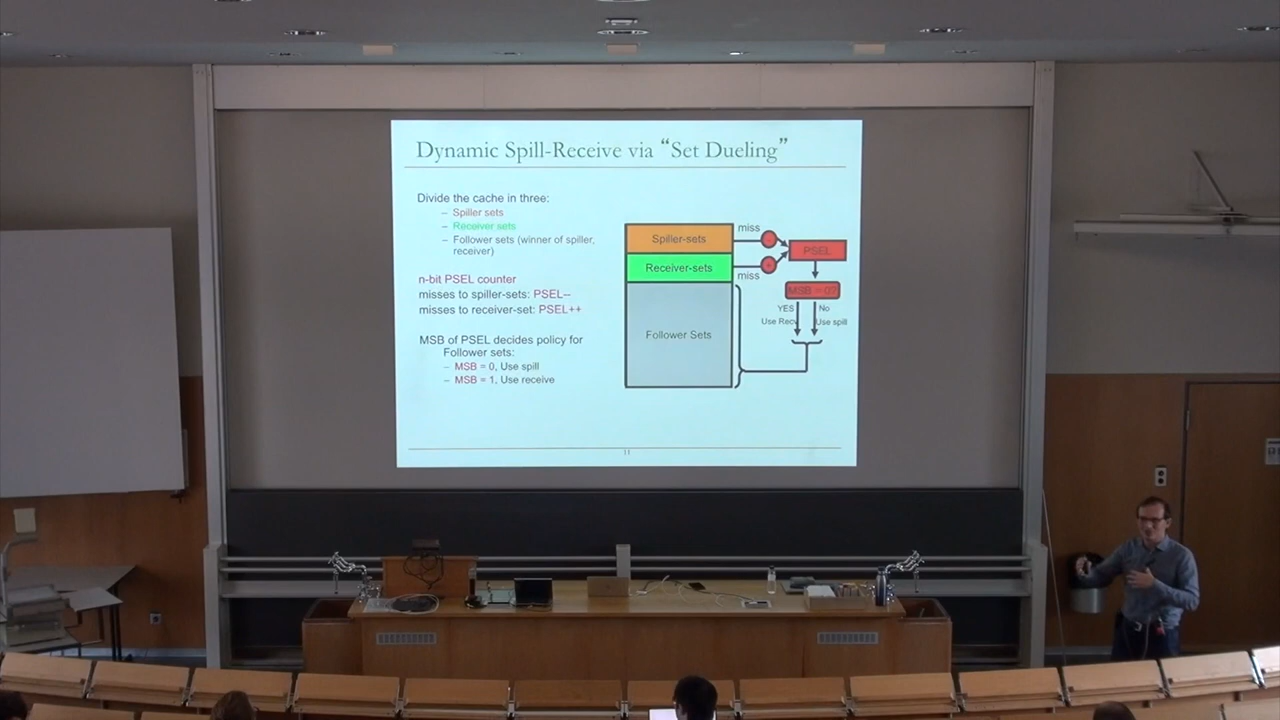 Dynamic Spill-Receive via “Set Dueling”
Divide the cache in three:
– Spiller sets
– Receiver sets
– Follower sets (winner of spiller,
receiver)
n-bit PSEL counter
misses to spiller-sets: PSEL--
misses to receiver-set: PSEL++
MSB of PSEL decides policy for
Follower sets:
– MSB = 0, Use spill
– MSB = 1, Use receive
Spiller-sets
Receiver-sets
Follower Sets
miss
miss
PSEL
MSB = 0?
YES
No
Use Recv
Use spill
11